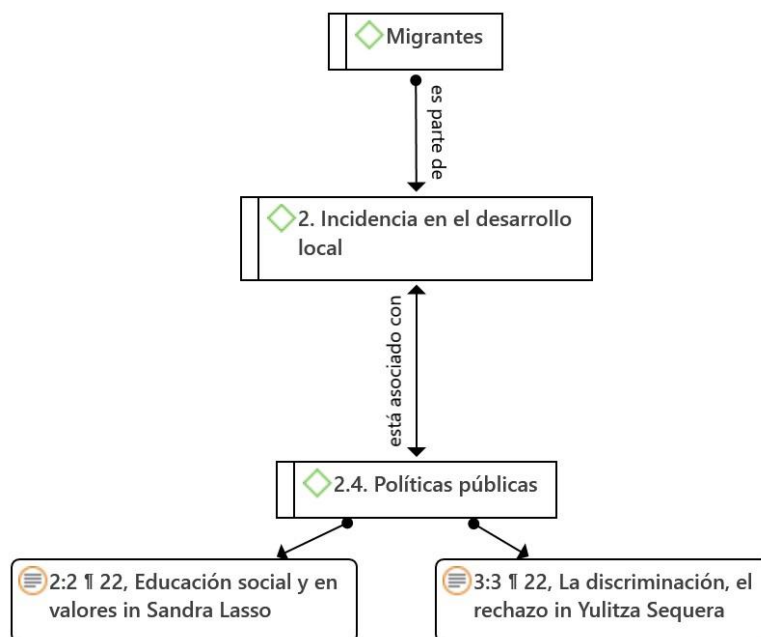 Migrantes
es parte de
2. Incidencia en el desarrollo
local
está asociado con
2.4. Políticas públicas
2:2 ¶ 22, Educación social y en
valores in Sandra Lasso
3:3 ¶ 22, La discriminación, el
rechazo in Yulitza Sequera